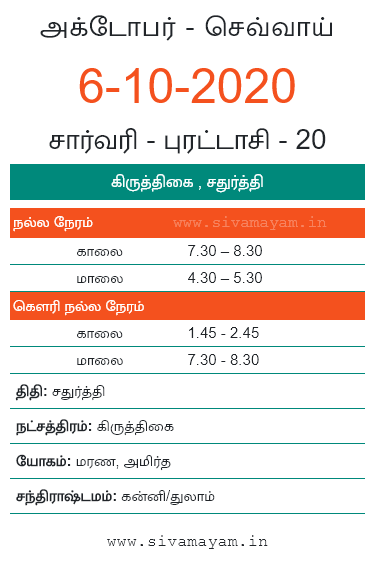 அக்டோபர் - செவ்வாய்
6-10-2020
சார்வரி - புரட்டாசி - 20
கிருத்திகை , சதுர்த்தி
நல்ல நேரம் www.sivamayam.in
காலை 7.30 – 8.30
மாலை 4.30 – 5.30
கௌரி நல்ல நேரம்
காலை 1.45 - 2.45
மாலை 7.30 - 8.30
திதி: சதுர்த்தி
நட்சத்திரம்: கிருத்திகை
யோகம்: மரண, அமிர்த
சந்திராஷ்டமம்: கன்னி/துலாம்
www.sivamayam.in